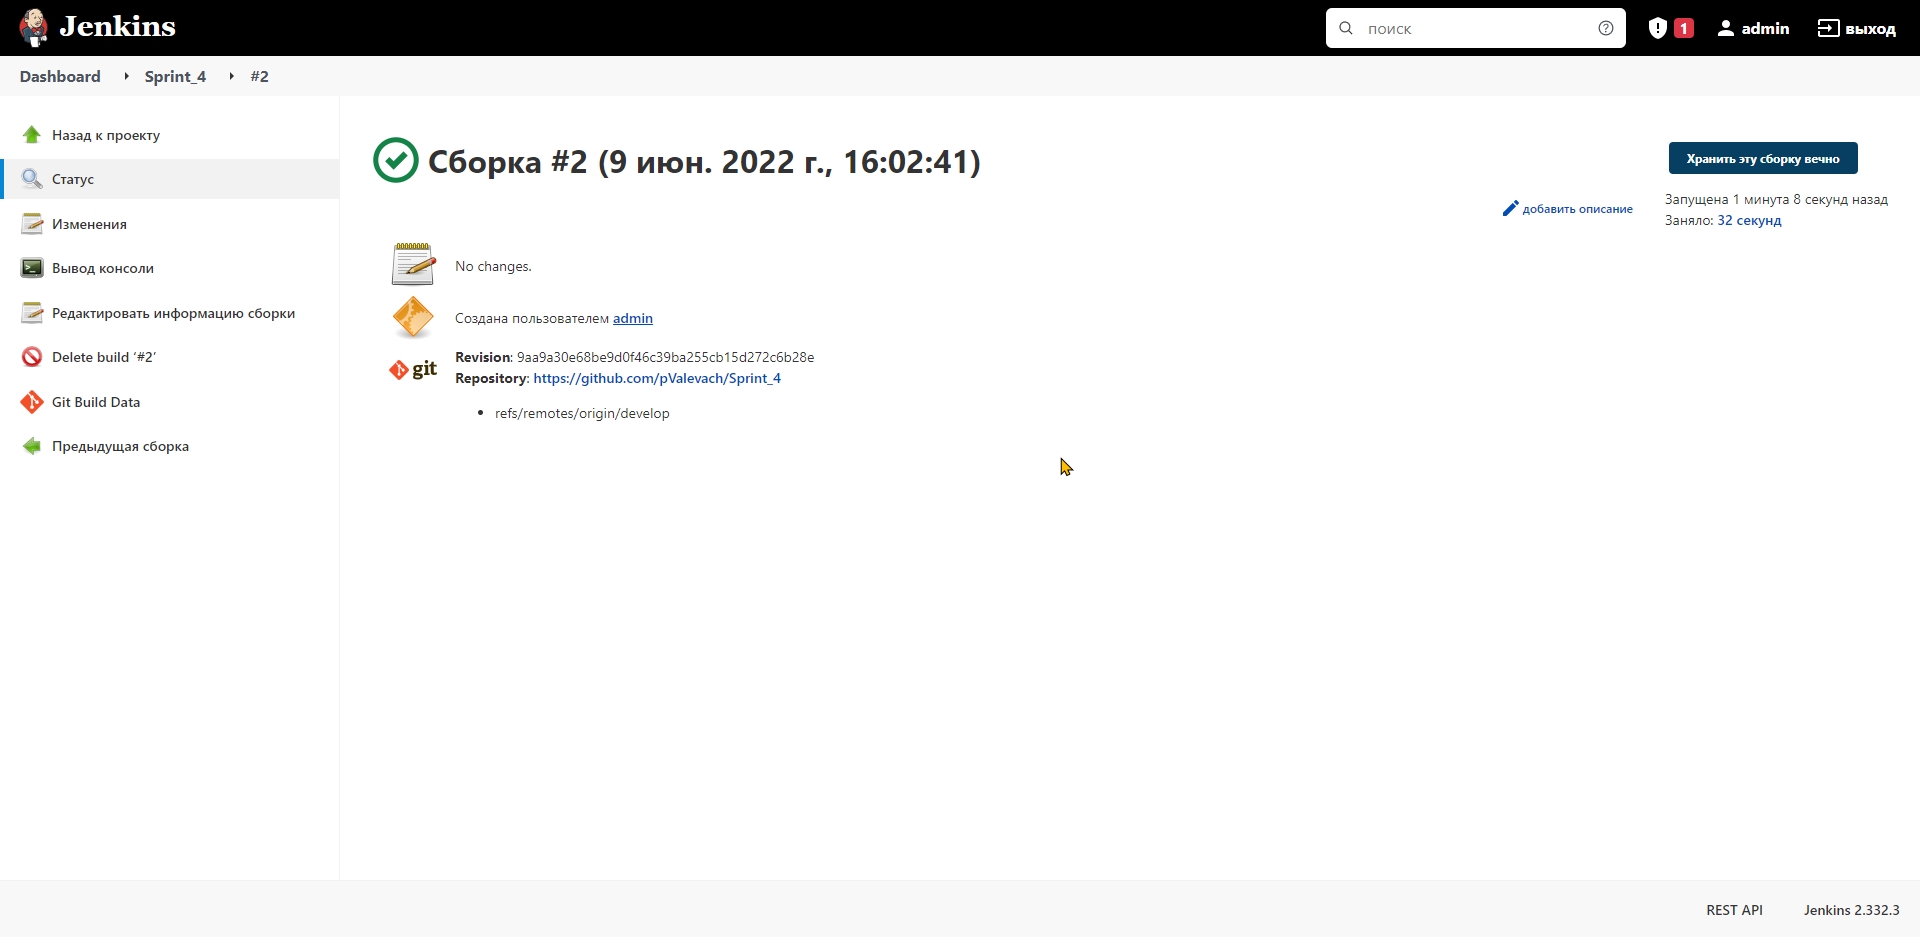 Jenkins
поиск
1
admin
выход
Dashboard
Sprint_4
#2
Назад к проекту
Статус
Изменения
Вывод консоли
Редактировать информацию сборки
Delete build ‘#2’
Git Build Data
Предыдущая сборка
Сборка #2 (9 июн. 2022 г., 16:02:41)
Хранить эту сборку вечно
добавить описание
Запущена 1 минута 8 секунд назад
Заняло: 32 секунд
No changes.
Создана пользователем admin
git
Revision: 9aa9a30e68be9d0f46c39ba255cb15d272c6b28e
Repository: https://github.com/pValevach/Sprint_4
refs/remotes/origin/develop
REST API
Jenkins 2.332.3